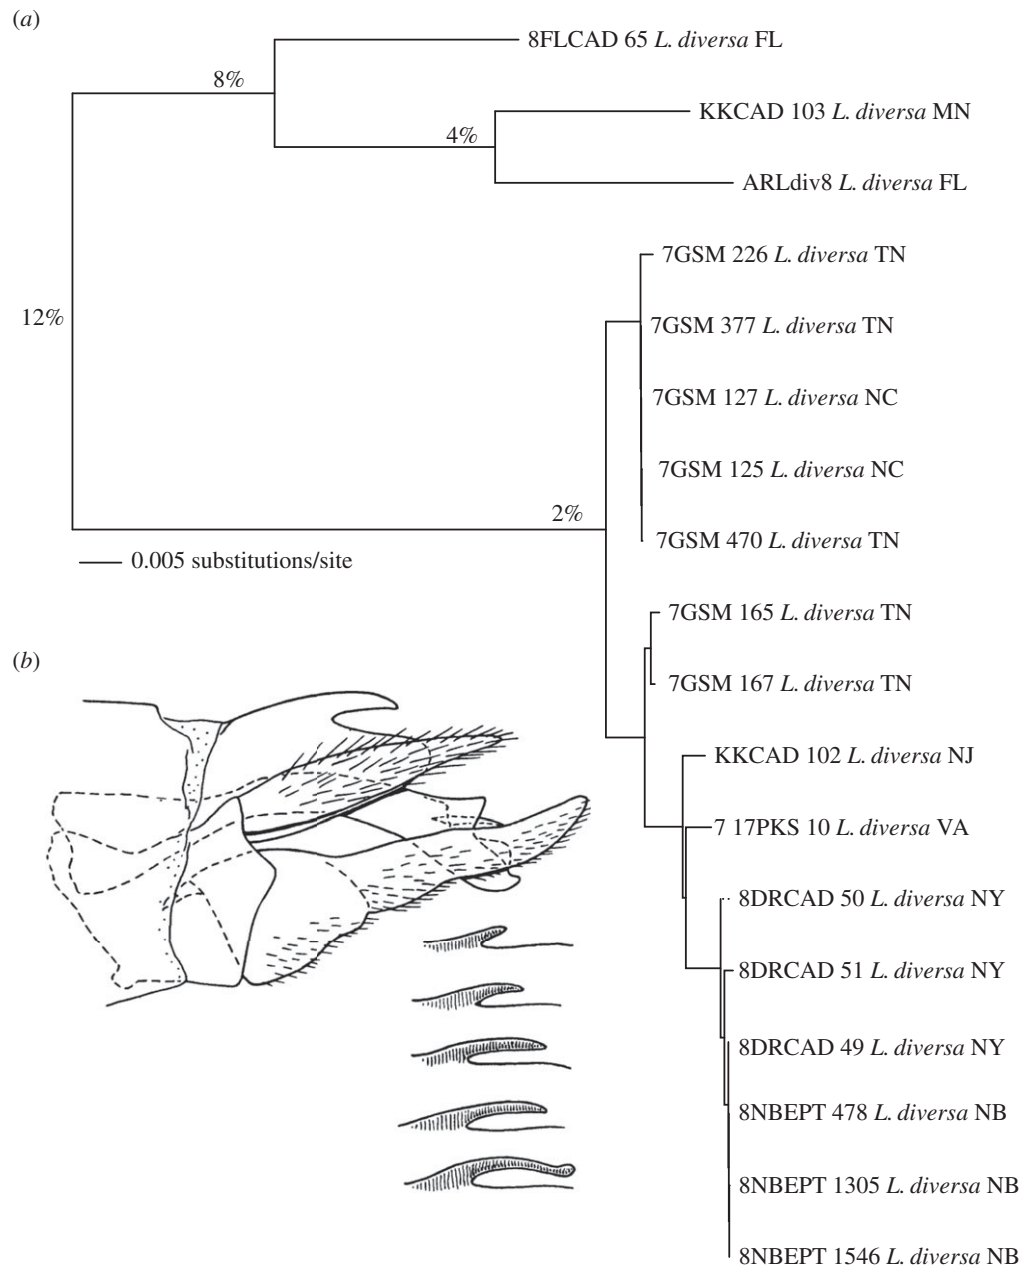 (a)
8FLCAD 65 L. diversa FL
8%
KKCAD 103 L. diversa MN
4%
ARLdiv8 L. diversa FL
7GSM 226 L. diversa TN
12%
7GSM 377 L. diversa TN
7GSM 127 L. diversa NC
7GSM 125 L. diversa NC
2%
7GSM 470 L. diversa TN
0.005 substitutions/site
7GSM 165 L. diversa TN
(b)
7GSM 167 L. diversa TN
KKCAD 102 L. diversa NJ
7 17PKS 10 L. diversa VA
8DRCAD 50 L. diversa NY
8DRCAD 51 L. diversa NY
8DRCAD 49 L. diversa NY
8NBEPT 478 L. diversa NB
8NBEPT 1305 L. diversa NB
8NBEPT 1546 L. diversa NB